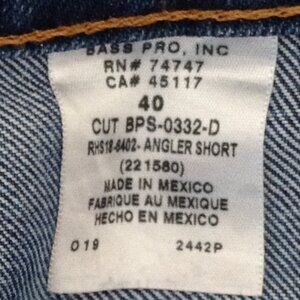 BASS PRO, INC
RN# 74747
CA# 45117
40
CUT BPS-0332-D
RHS18-6402- ANGLER SHORT
(221560)
MADE IN MEXICO
FABRIQUE AU MEXIQUE
HECHO EN MEXICO
019 2442P